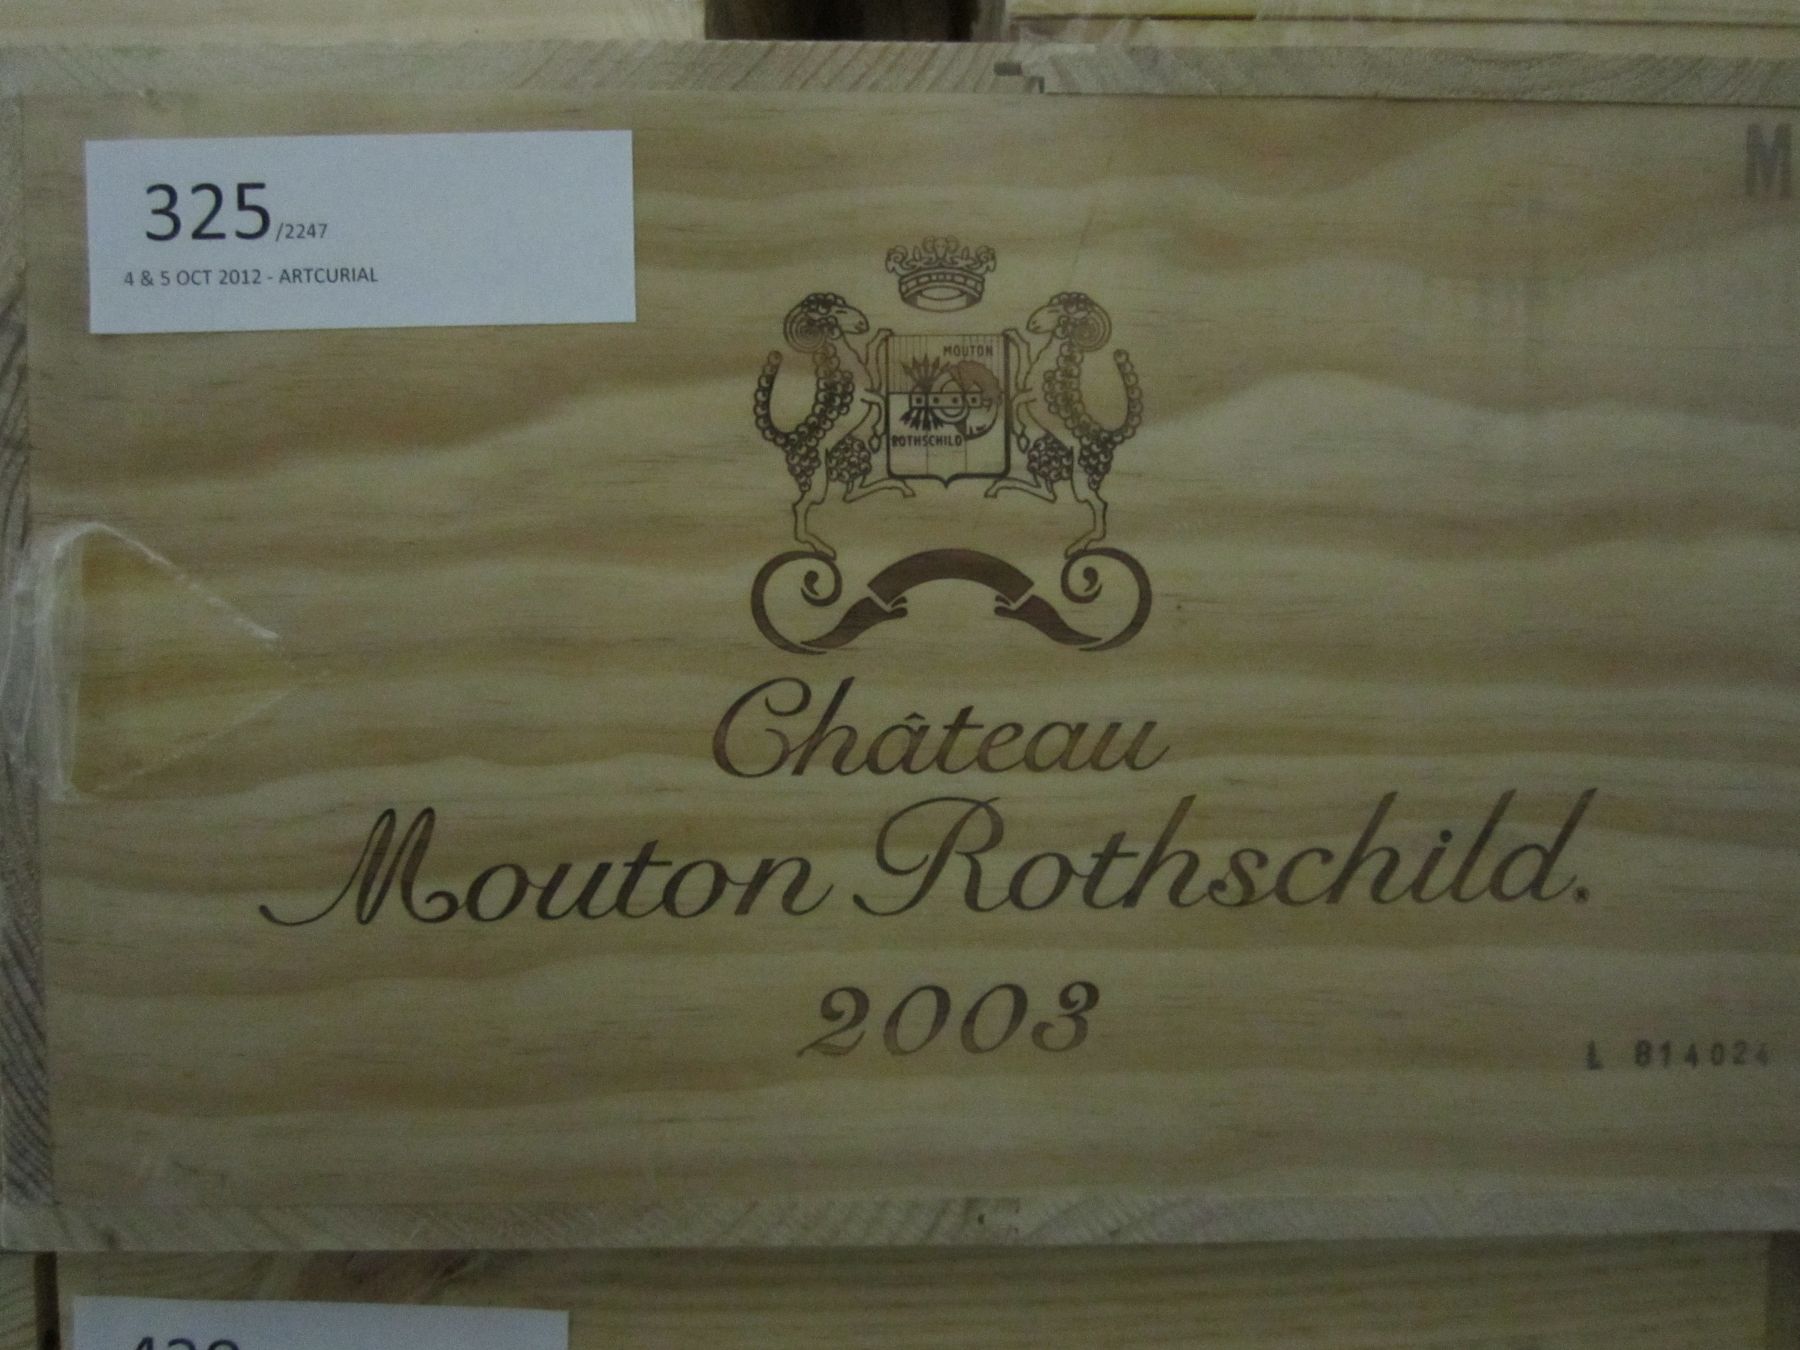 325/2247
4 & 5 OCT 2012 - ARTCURIAL
M
MOUTON
ROTHSCHILD
Château
Mouton Rothschild.
2003
L 814024